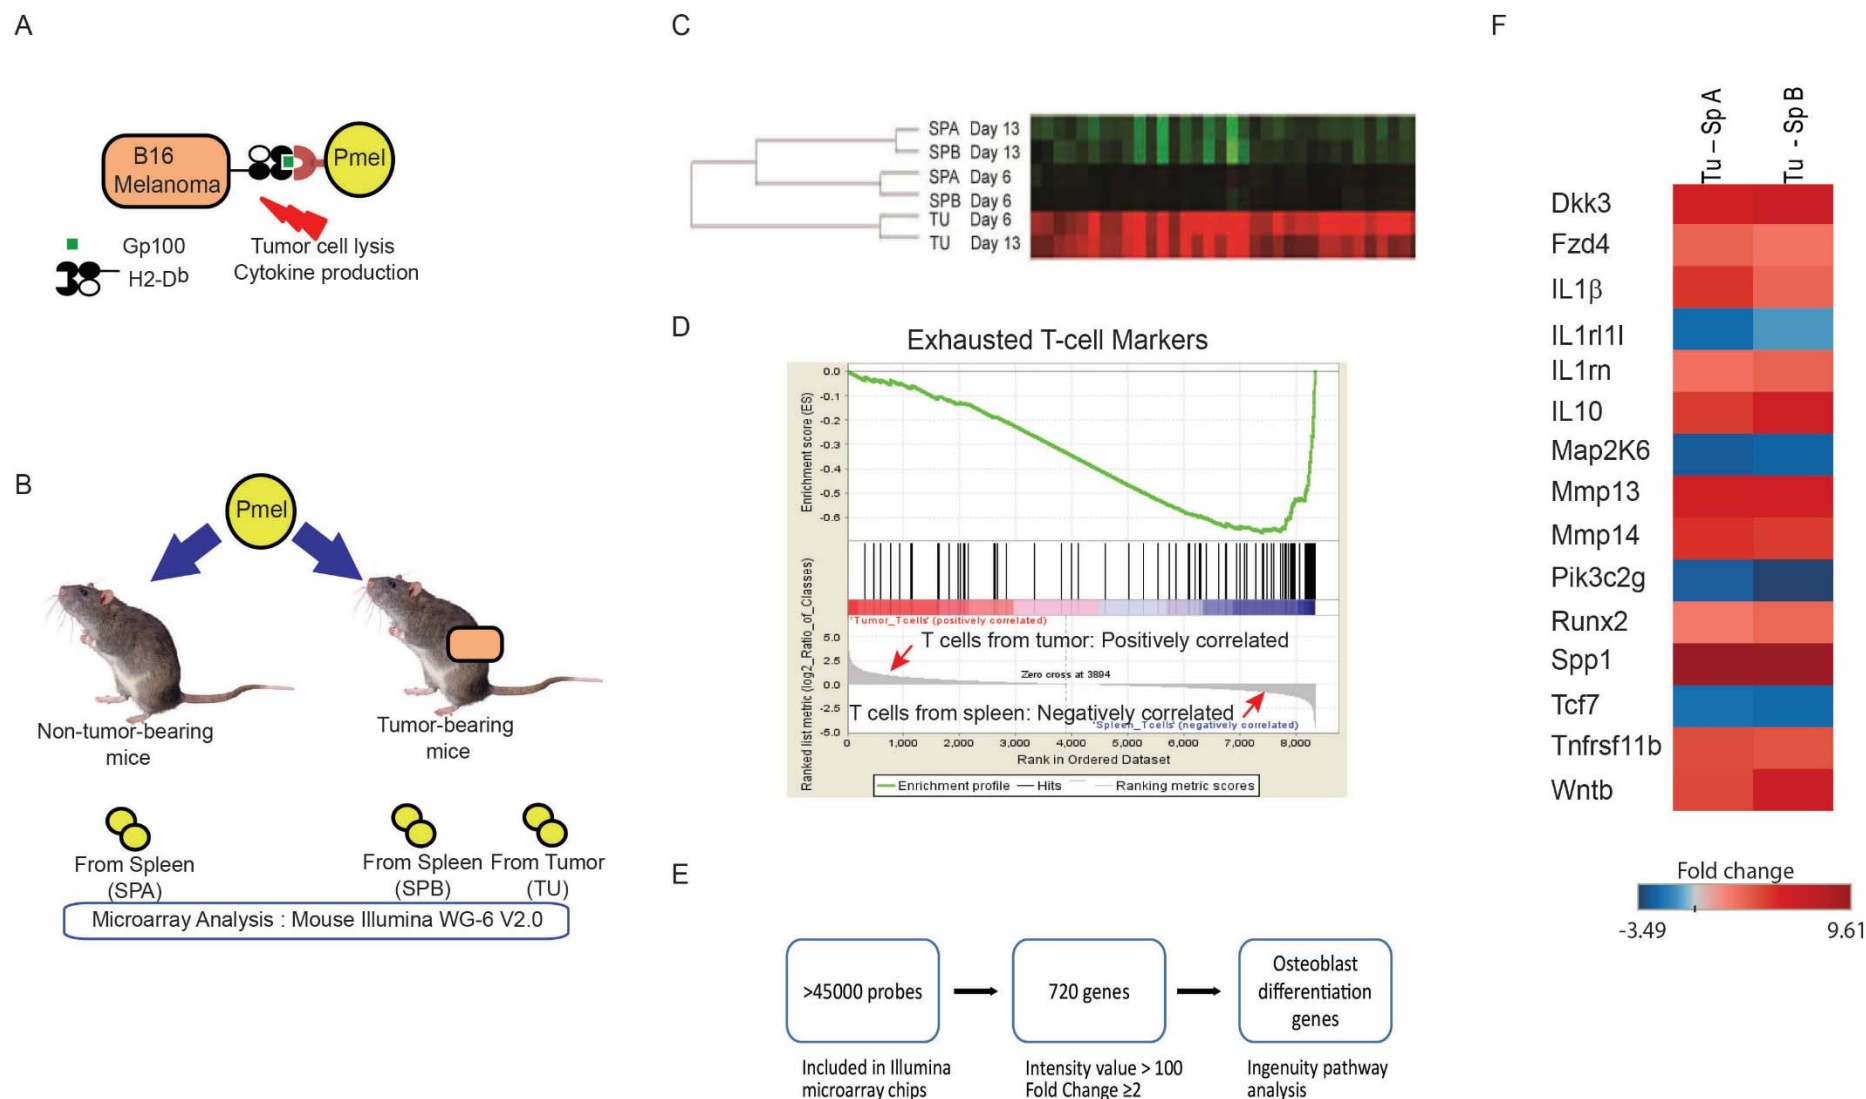 A
B16
Melanoma
Pmel
Gp100
H2-Db
Tumor cell lysis
Cytokine production
B
Pmel
Non-tumor-bearing
mice
Tumor-bearing
mice
From Spleen
(SPA)
From Spleen
(SPB)
From Tumor
(TU)
Microarray Analysis : Mouse Illumina WG-6 V2.0
C
SPA Day 13
SPB Day 13
SPA Day 6
SPB Day 6
TU Day 6
TU Day 13
D
Exhausted T-cell Markers
Enrichment score (ES)
0.0
-0.1
-0.2
-0.3
-0.4
-0.5
-0.6
'Tumor_Tcells' (positively correlated)
T cells from tumor: Positively correlated
Zero cross at 3894
T cells from spleen: Negatively correlated
'Spleen_Tcells' (negatively correlated)
Ranked list metric (log2_Ratio_of_Classes)
5.0
2.5
0.0
-2.5
-5.0
0 1,000 2,000 3,000 4,000 5,000 6,000 7,000 8,000
Rank in Ordered Dataset
Enrichment profile Hits Ranking metric scores
E
>45000 probes
720 genes
Osteoblast
differentiation
genes
Included in Illumina
microarray chips
Intensity value > 100
Fold Change ≥2
Ingenuity pathway
analysis
F
Tu – Sp A
Tu - Sp B
Dkk3
Fzd4
IL1β
IL1rl1l
IL1rn
IL10
Map2K6
Mmp13
Mmp14
Pik3c2g
Runx2
Spp1
Tcf7
Tnfrsf11b
Wntb
Fold change
-3.49 9.61